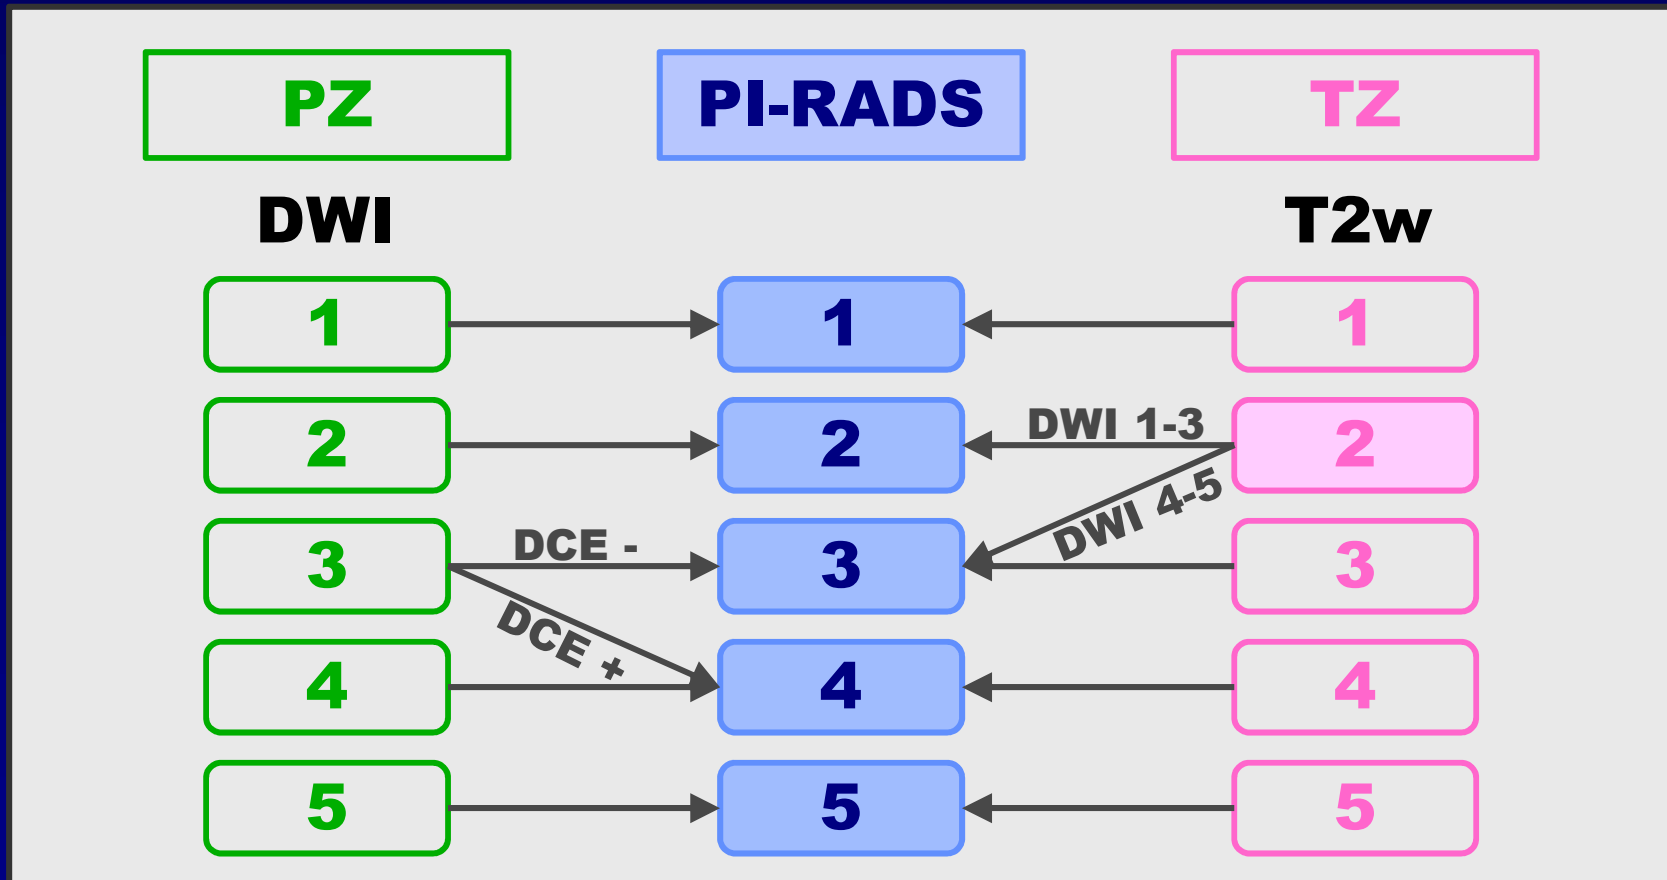 PZ PI-RADS TZ
DWI T2w
1 1 1
2 2 DWI 1-3 2
DWI 4-5
3 DCE - 3 3
DCE +
4 4 4
5 5 5